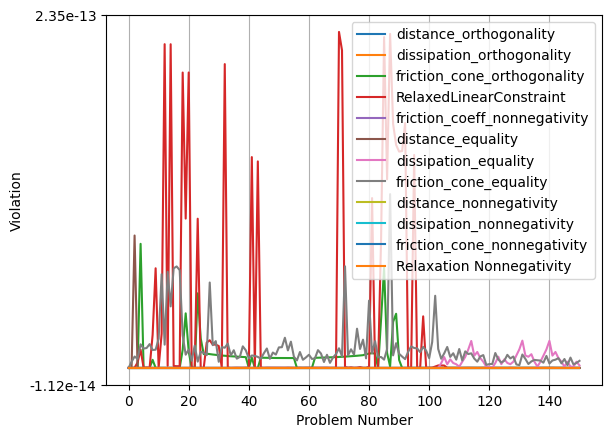 2.35e-13
distance_orthogonality
dissipation_orthogonality
friction_cone_orthogonality
RelaxedLinearConstraint
friction_coeff_nonnegativity
distance_equality
dissipation_equality
friction_cone_equality
distance_nonnegativity
dissipation_nonnegativity
friction_cone_nonnegativity
Relaxation Nonnegativity
Violation
-1.12e-14
0 20 40 60 80 100 120 140
Problem Number